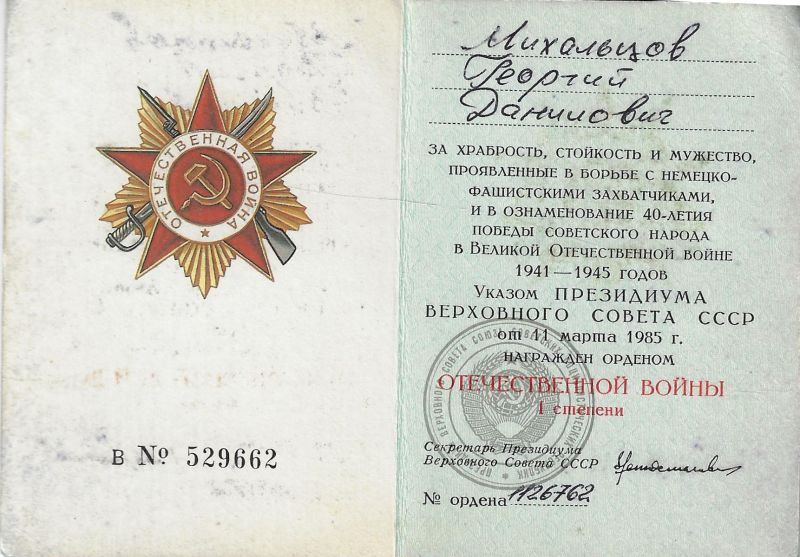 ОТЕЧЕСТВЕННАЯ ВОЙНА
В № 529662
Михальцов
Георгий
Данилович
ЗА ХРАБРОСТЬ, СТОЙКОСТЬ И МУЖЕСТВО,
ПРОЯВЛЕННЫЕ В БОРЬБЕ С НЕМЕЦКО-
ФАШИСТСКИМИ ЗАХВАТЧИКАМИ,
И В ОЗНАМЕНОВАНИЕ 40-ЛЕТИЯ
ПОБЕДЫ СОВЕТСКОГО НАРОДА
В ВЕЛИКОЙ ОТЕЧЕСТВЕННОЙ ВОЙНЕ
1941—1945 ГОДОВ
УКАЗОМ ПРЕЗИДИУМА
ВЕРХОВНОГО СОВЕТА СССР
от 11 марта 1985 г.
НАГРАЖДЕН ОРДЕНОМ
ОТЕЧЕСТВЕННОЙ ВОЙНЫ
I степени
Секретарь Президиума
Верховного Совета СССР
№ ордена 1126762